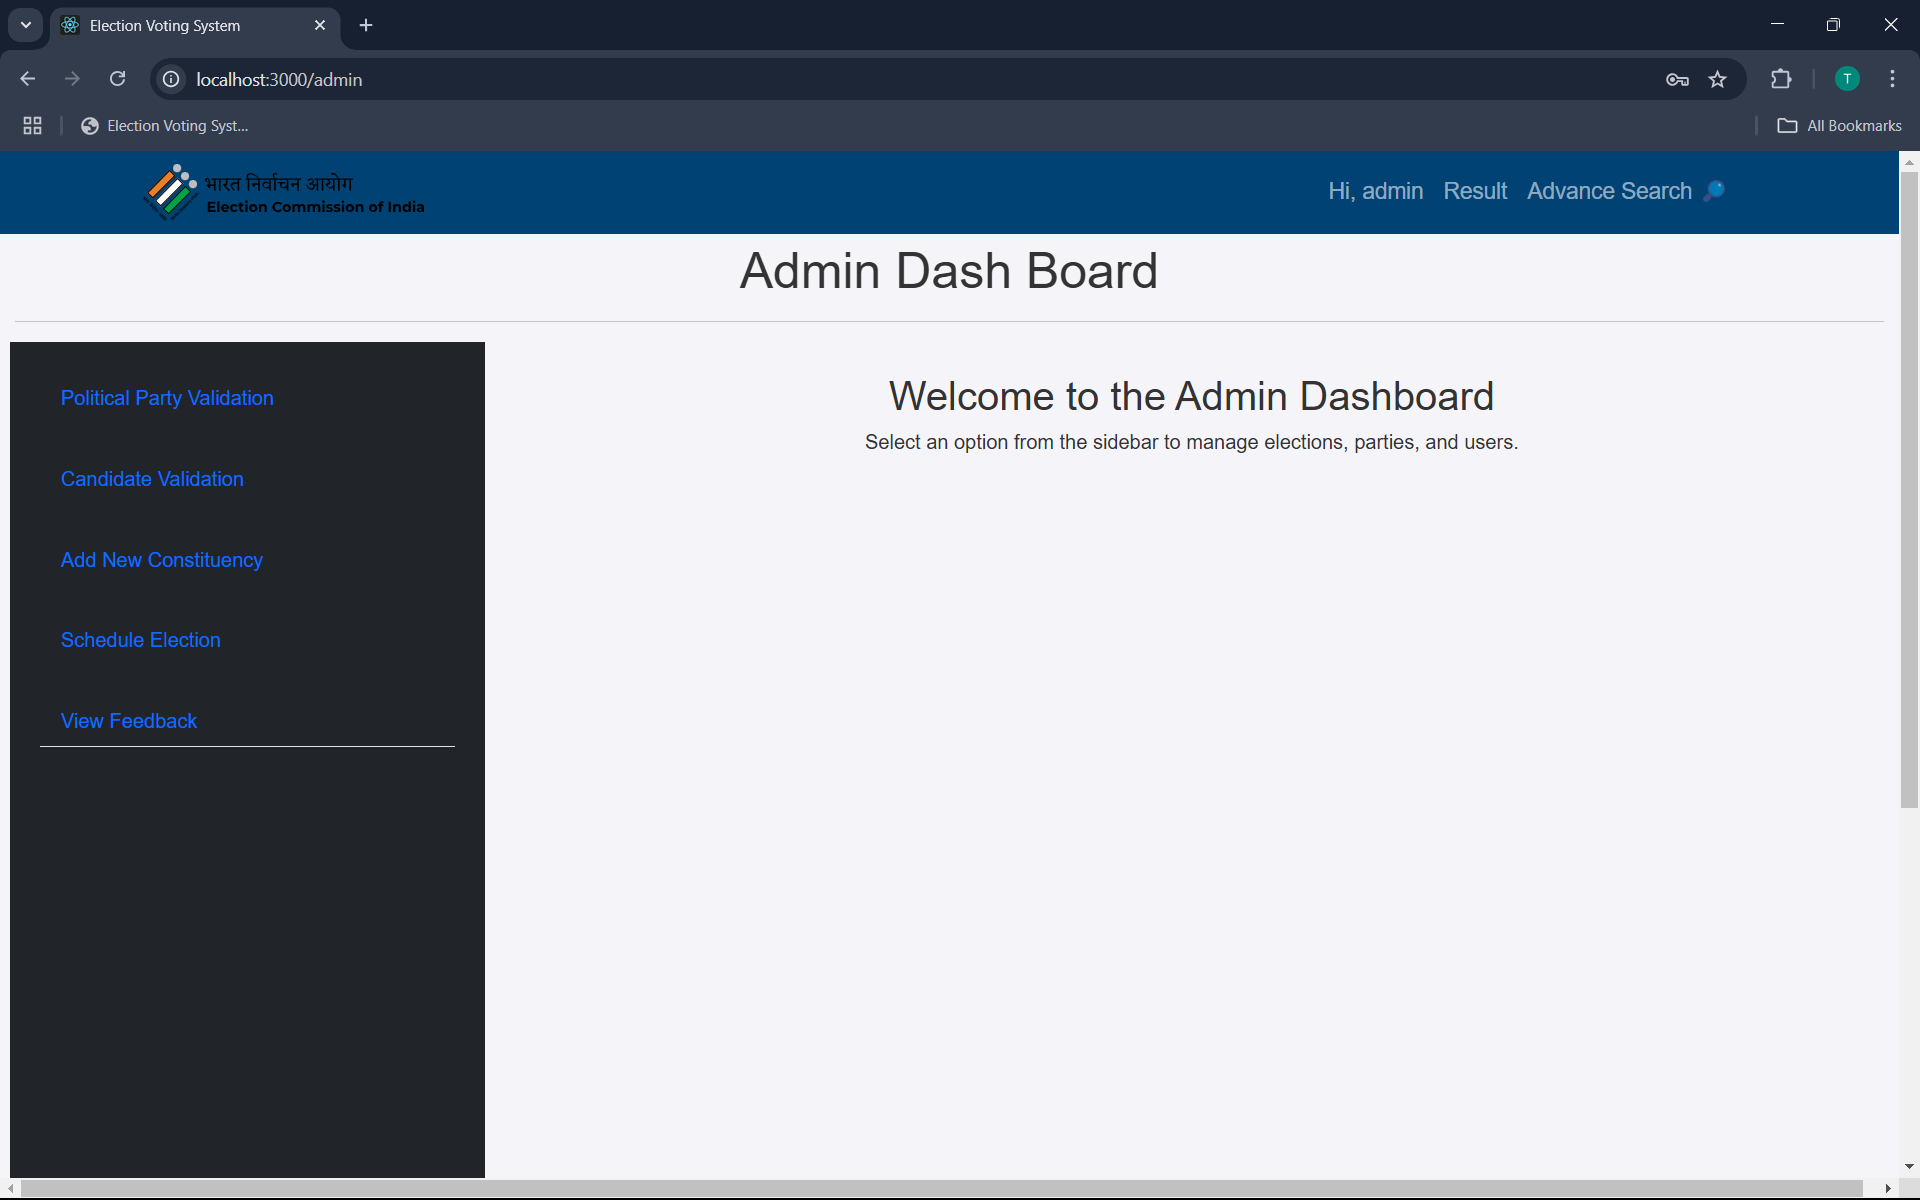 Election Voting System
localhost:3000/admin
Election Voting Syst...
All Bookmarks
भारत निर्वाचन आयोग
Election Commission of India
Hi, admin Result Advance Search
Admin Dash Board
Political Party Validation
Candidate Validation
Add New Constituency
Schedule Election
View Feedback
Welcome to the Admin Dashboard
Select an option from the sidebar to manage elections, parties, and users.
T